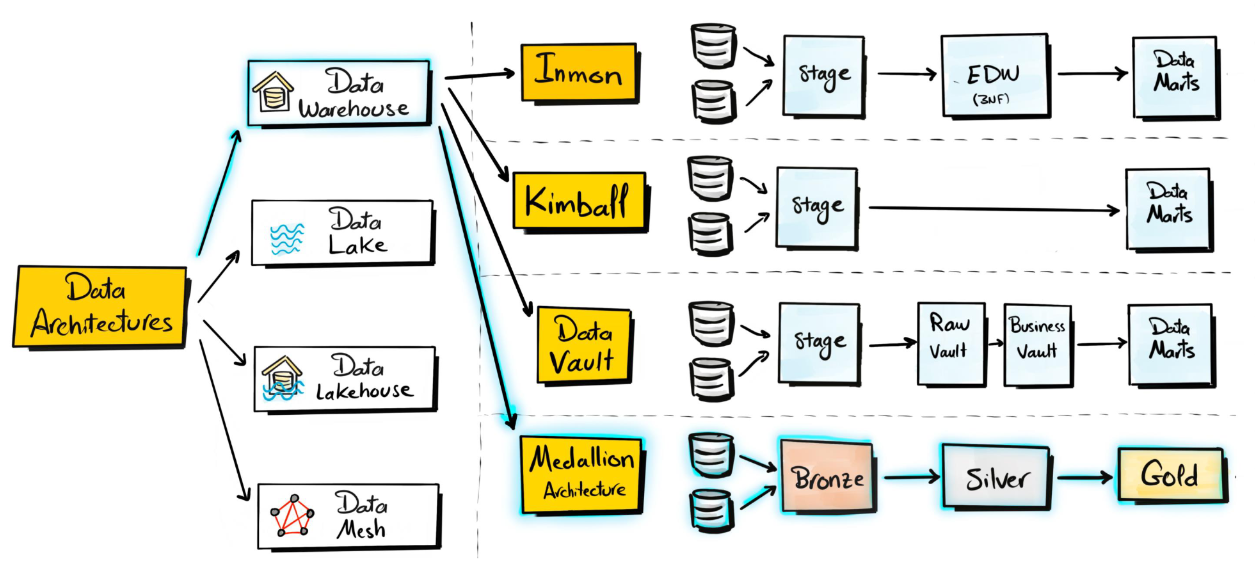 Data
Architectures
Data
Warehouse
Data
Lake
Data
Lakehouse
Data
Mesh
Inmon
Stage
EDW
(3NF)
Data
Marts
Kimball
Stage
Data
Marts
Data
Vault
Stage
Raw
Vault
Business
Vault
Data
Marts
Medallion
Architecture
Bronze
Silver
Gold